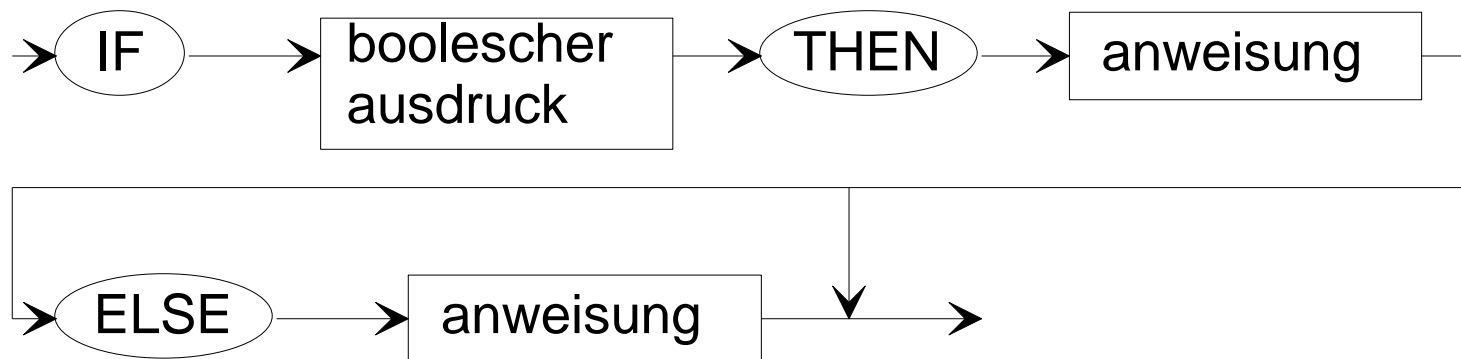 IF
boolescher
ausdruck
THEN
anweisung
ELSE
anweisung